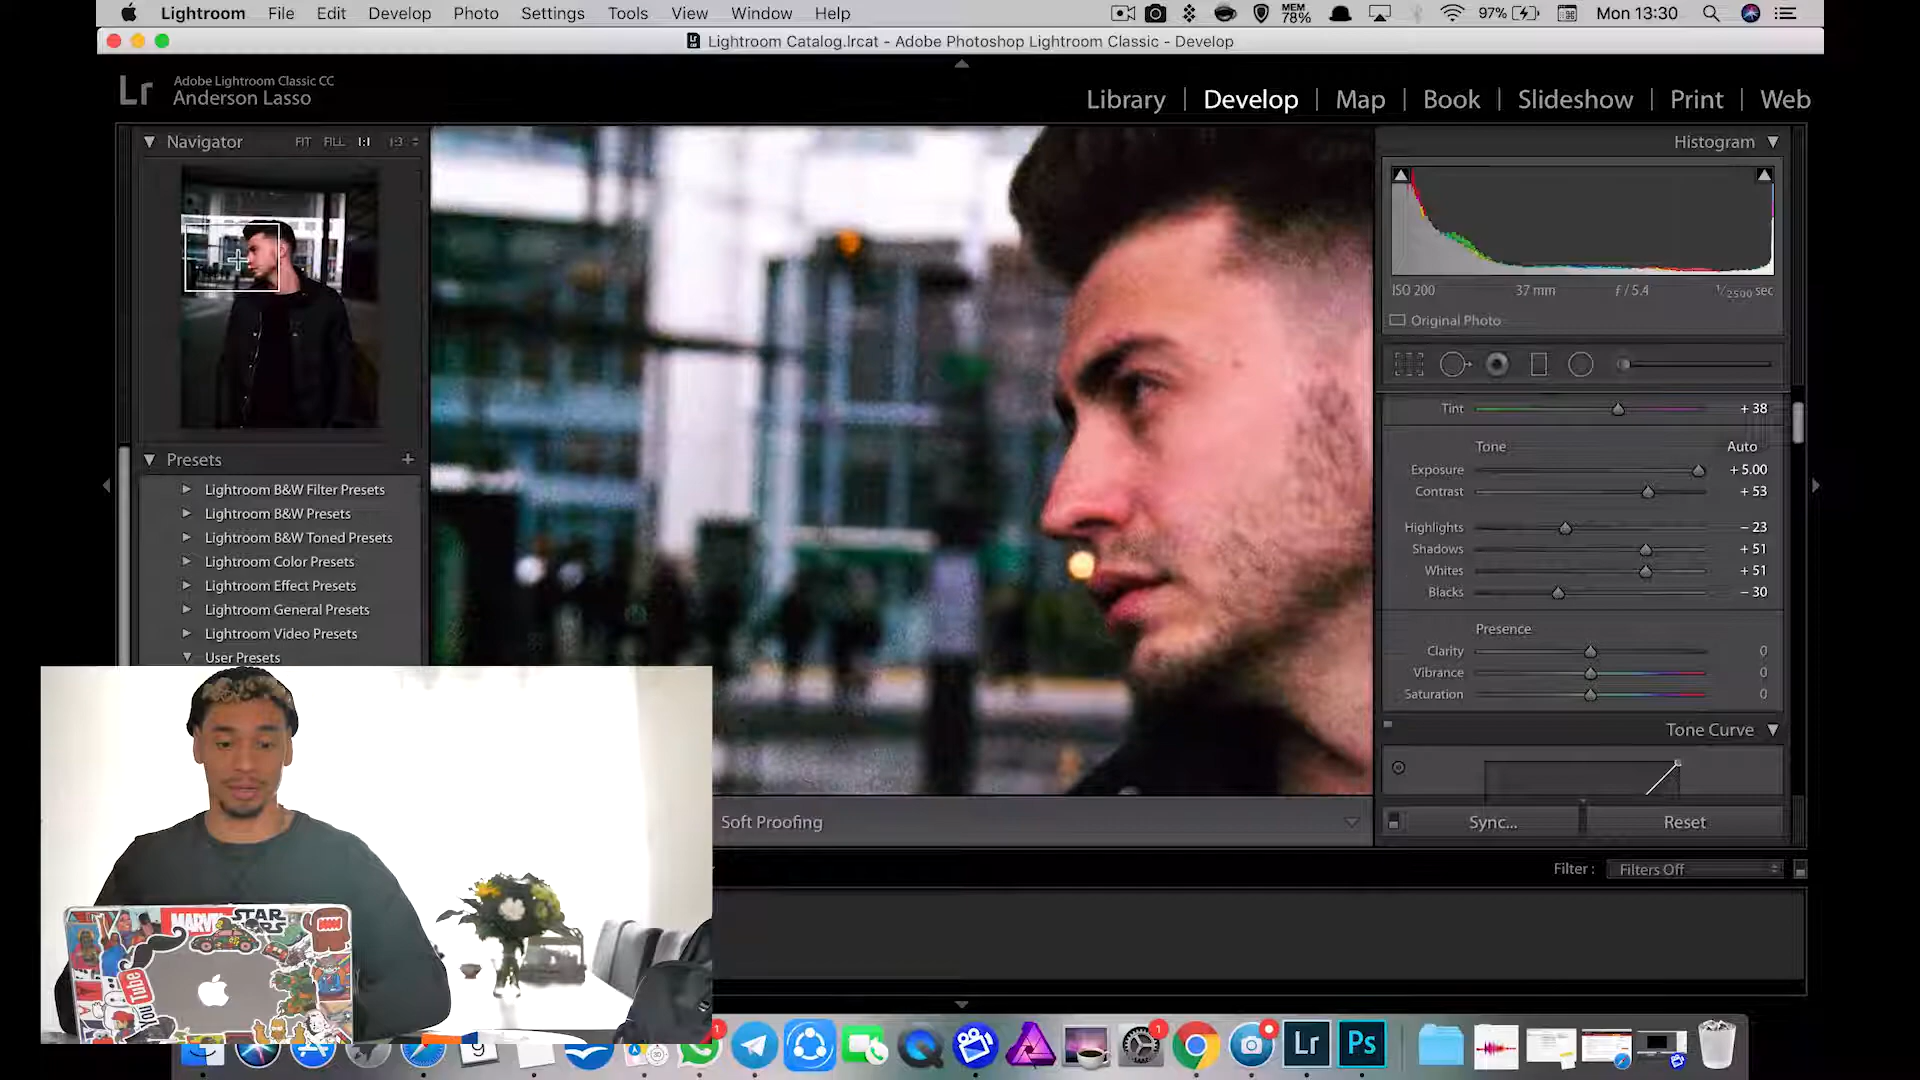 Lightroom File Edit Develop Photo Settings Tools View Window Help MEM 78% 97% Mon 13:30
Lr Lightroom Catalog.lrcat - Adobe Photoshop Lightroom Classic - Develop
Lr Adobe Lightroom Classic CC
Anderson Lasso
Library | Develop | Map | Book | Slideshow | Print | Web
Navigator FIT FILL 1:1 1:3
Histogram
ISO 200 37 mm ƒ / 5.4 1/2500 sec
Original Photo
Tint + 38
Tone Auto
Exposure + 5.00
Contrast + 53
Highlights − 23
Shadows + 51
Whites + 51
Blacks − 30
Presence
Clarity 0
Vibrance 0
Saturation 0
Tone Curve
Sync... Reset
Presets +
Lightroom B&W Filter Presets
Lightroom B&W Presets
Lightroom B&W Toned Presets
Lightroom Color Presets
Lightroom Effect Presets
Lightroom General Presets
Lightroom Video Presets
User Presets
Soft Proofing
Filter : Filters Off
MARVEL
STAR WARS
YouTube
9
30
1
1
Lr
Ps